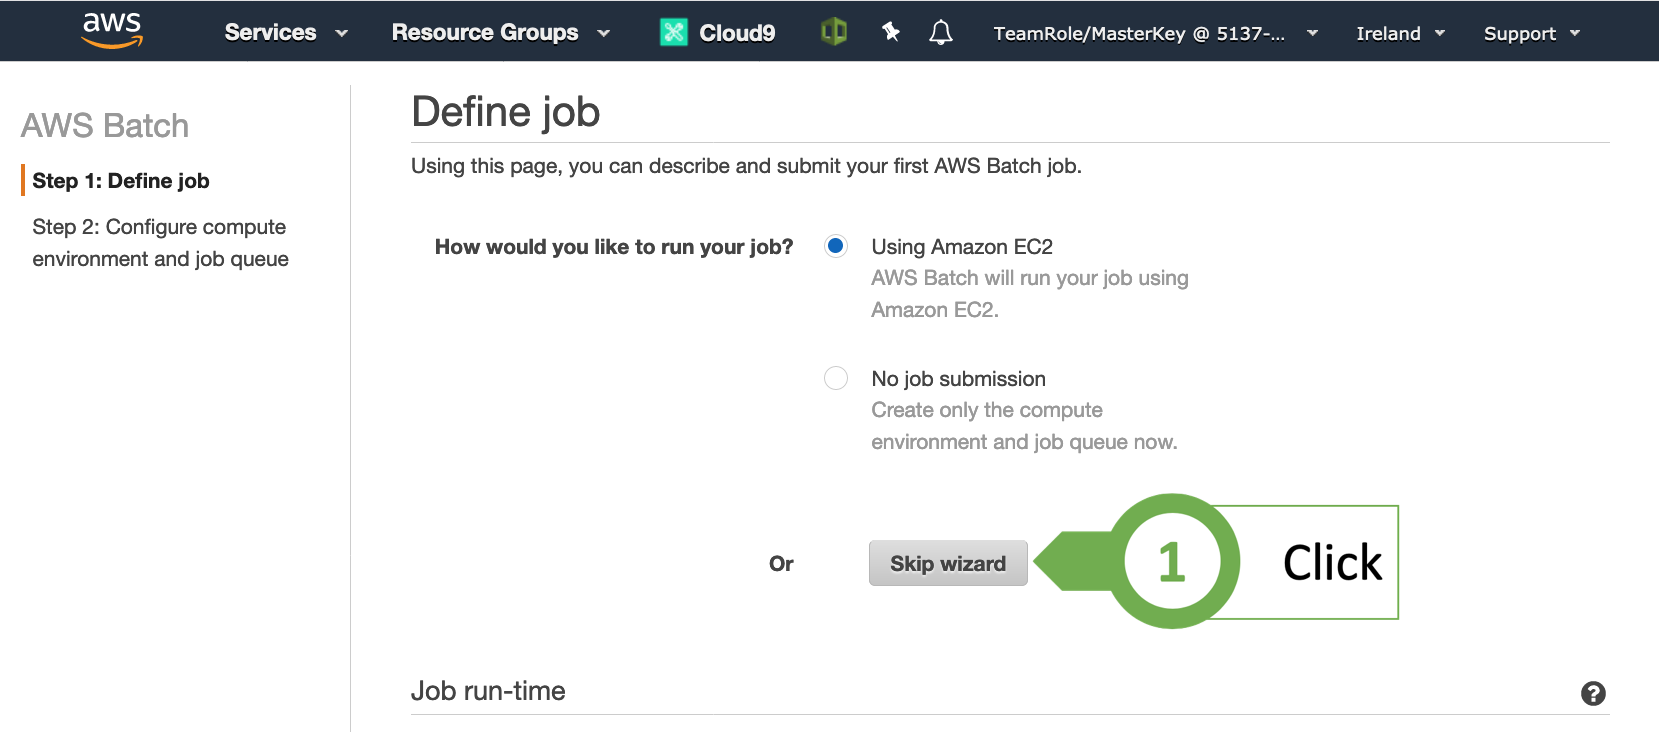 aws Services Resource Groups Cloud9 TeamRole/MasterKey @ 5137-... Ireland Support
AWS Batch
Step 1: Define job
Step 2: Configure compute
environment and job queue
Define job
Using this page, you can describe and submit your first AWS Batch job.
How would you like to run your job?
Using Amazon EC2
AWS Batch will run your job using
Amazon EC2.
No job submission
Create only the compute
environment and job queue now.
Or Skip wizard 1 Click
Job run-time ?